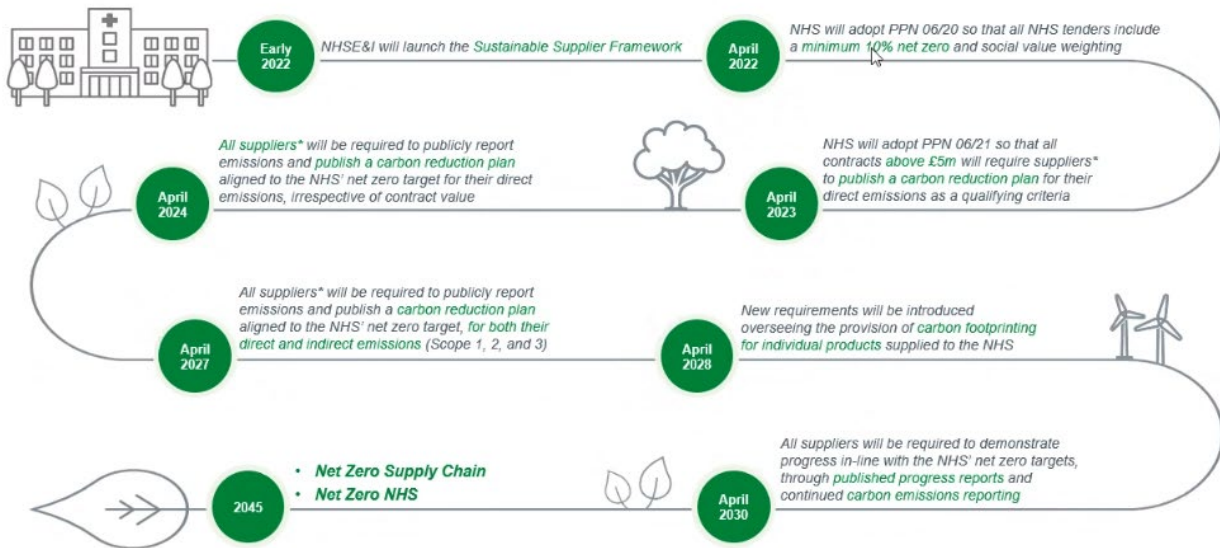 Early
2022
NHSE&I will launch the Sustainable Supplier Framework
April
2022
NHS will adopt PPN 06/20 so that all NHS tenders include
a minimum 10% net zero and social value weighting
April
2023
NHS will adopt PPN 06/21 so that all
contracts above £5m will require suppliers*
to publish a carbon reduction plan for their
direct emissions as a qualifying criteria
April
2024
All suppliers* will be required to publicly report
emissions and publish a carbon reduction plan
aligned to the NHS' net zero target for their direct
emissions, irrespective of contract value
April
2027
All suppliers* will be required to publicly report
emissions and publish a carbon reduction plan
aligned to the NHS' net zero target, for both their
direct and indirect emissions (Scope 1, 2, and 3)
April
2028
New requirements will be introduced
overseeing the provision of carbon footprinting
for individual products supplied to the NHS
April
2030
All suppliers will be required to demonstrate
progress in-line with the NHS' net zero targets,
through published progress reports and
continued carbon emissions reporting
2045
• Net Zero Supply Chain
• Net Zero NHS